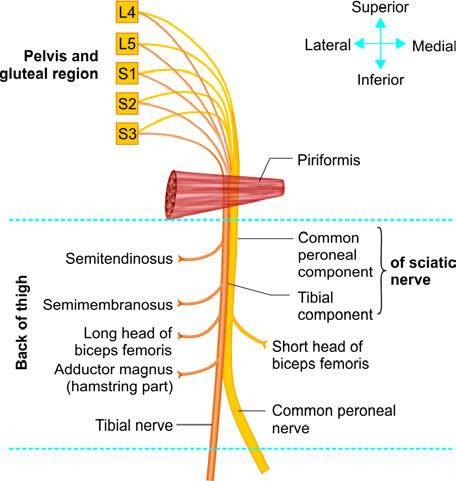 L4
L5
S1
S2
S3
Pelvis and
gluteal region
Superior
Lateral
Medial
Inferior
Piriformis
Back of thigh
Semitendinosus
Semimembranosus
Long head of
biceps femoris
Adductor magnus
(hamstring part)
Tibial nerve
Common
peroneal
component
Tibial
component
of sciatic
nerve
Short head of
biceps femoris
Common peroneal
nerve